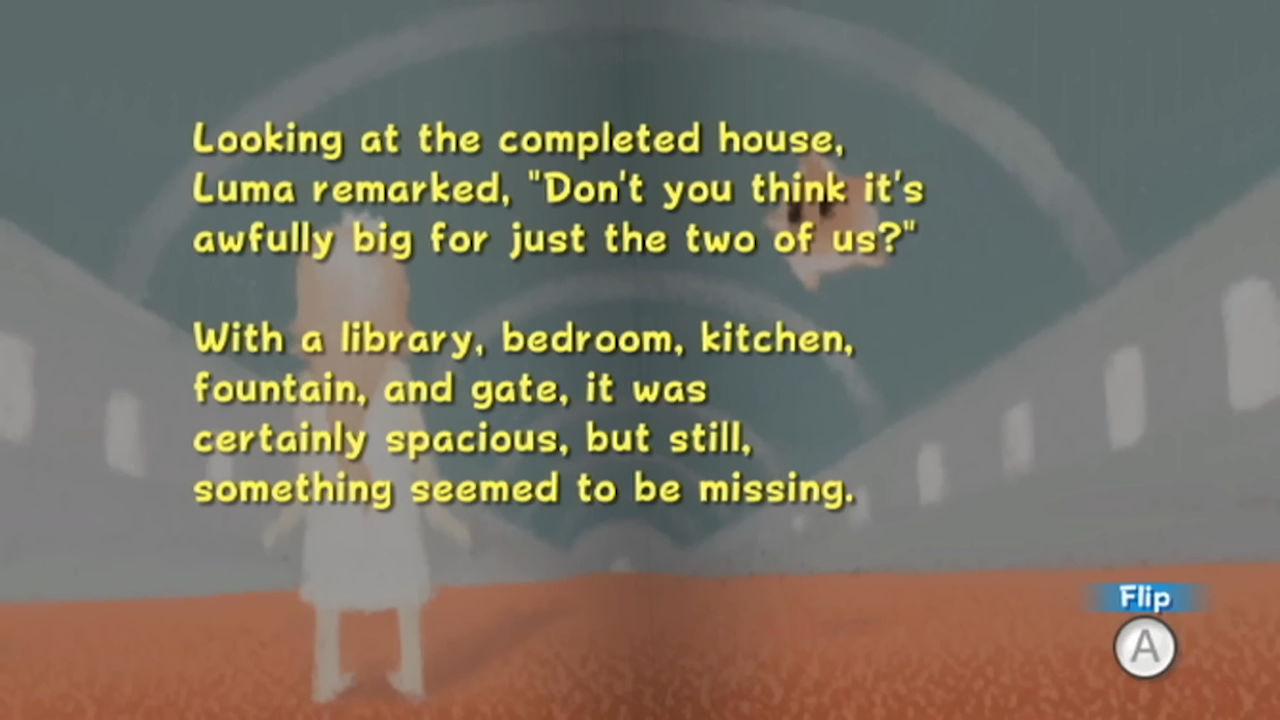 Looking at the completed house,
Luma remarked, "Don't you think it's
awfully big for just the two of us?"
With a library, bedroom, kitchen,
fountain, and gate, it was
certainly spacious, but still,
something seemed to be missing.
Flip
A